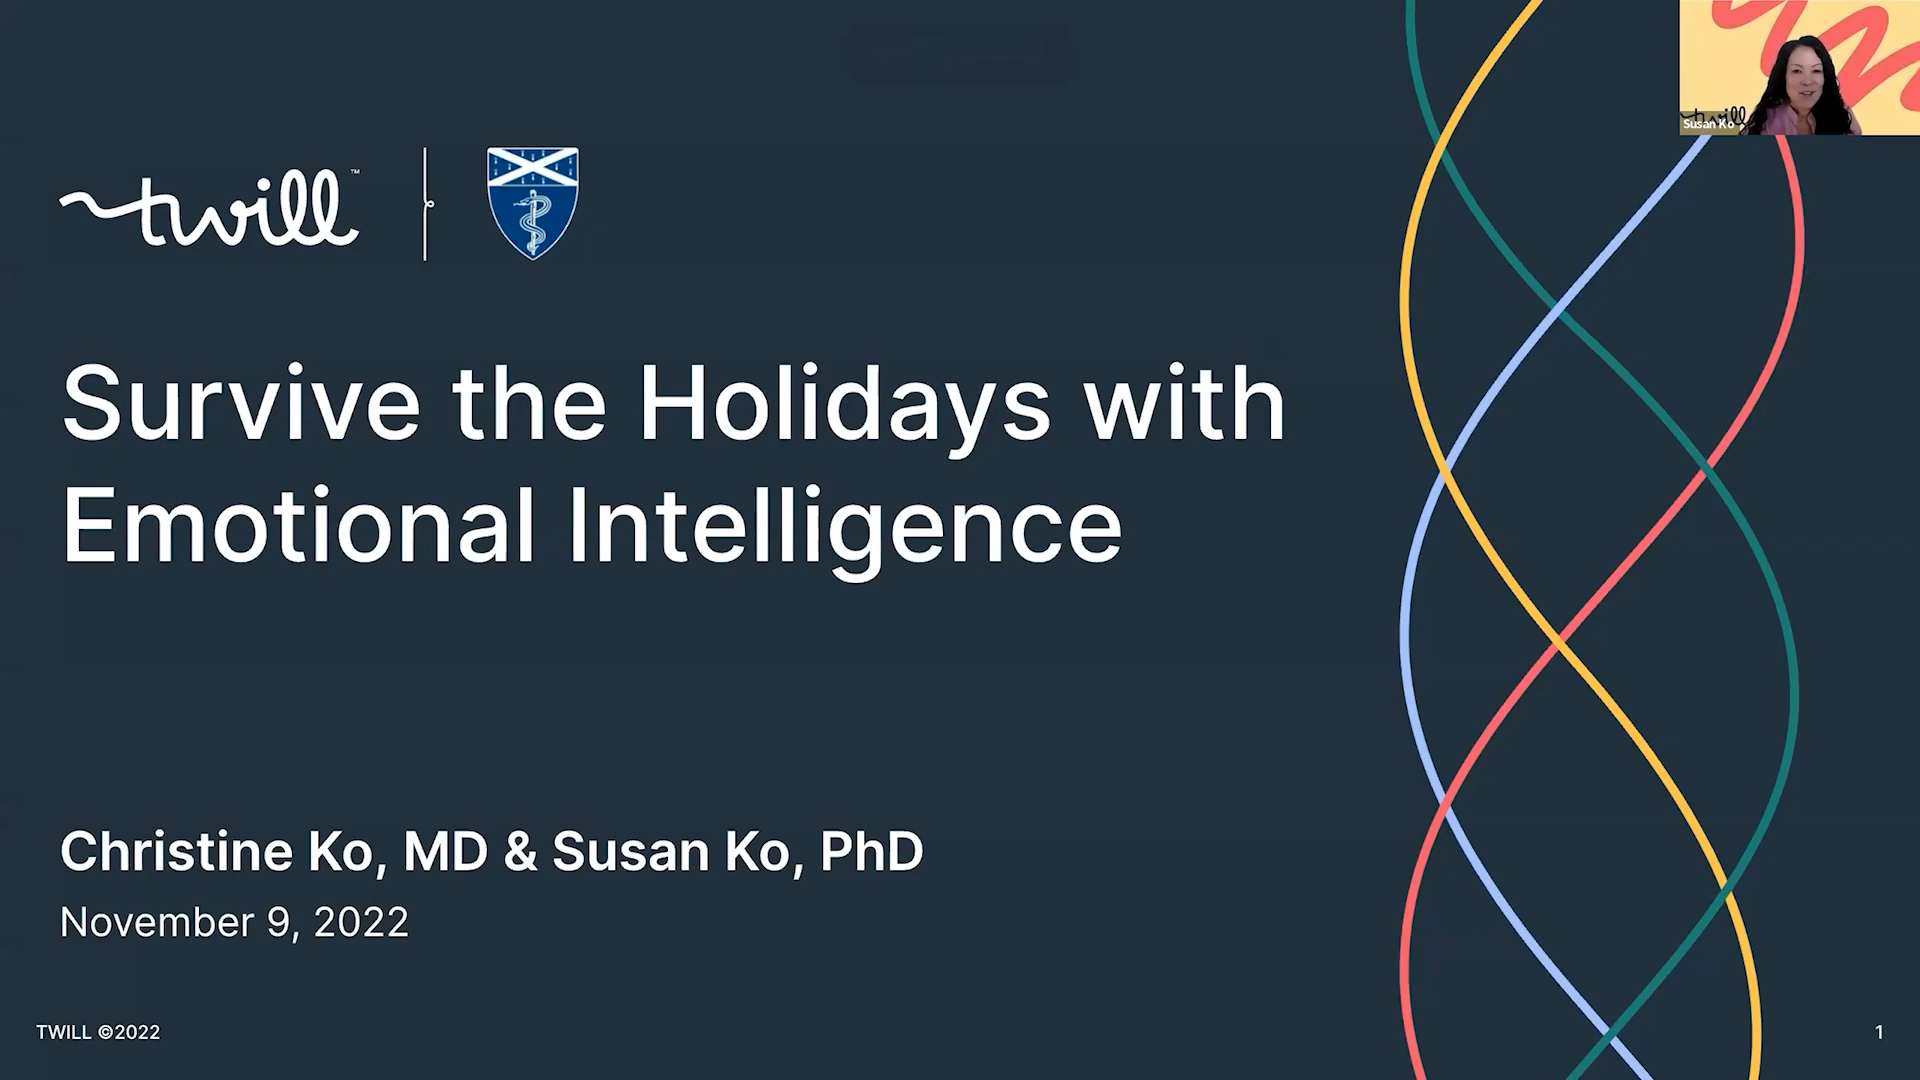 twill
Susan Ko
twill™
Survive the Holidays with
Emotional Intelligence
Christine Ko, MD & Susan Ko, PhD
November 9, 2022
TWILL ©2022
1